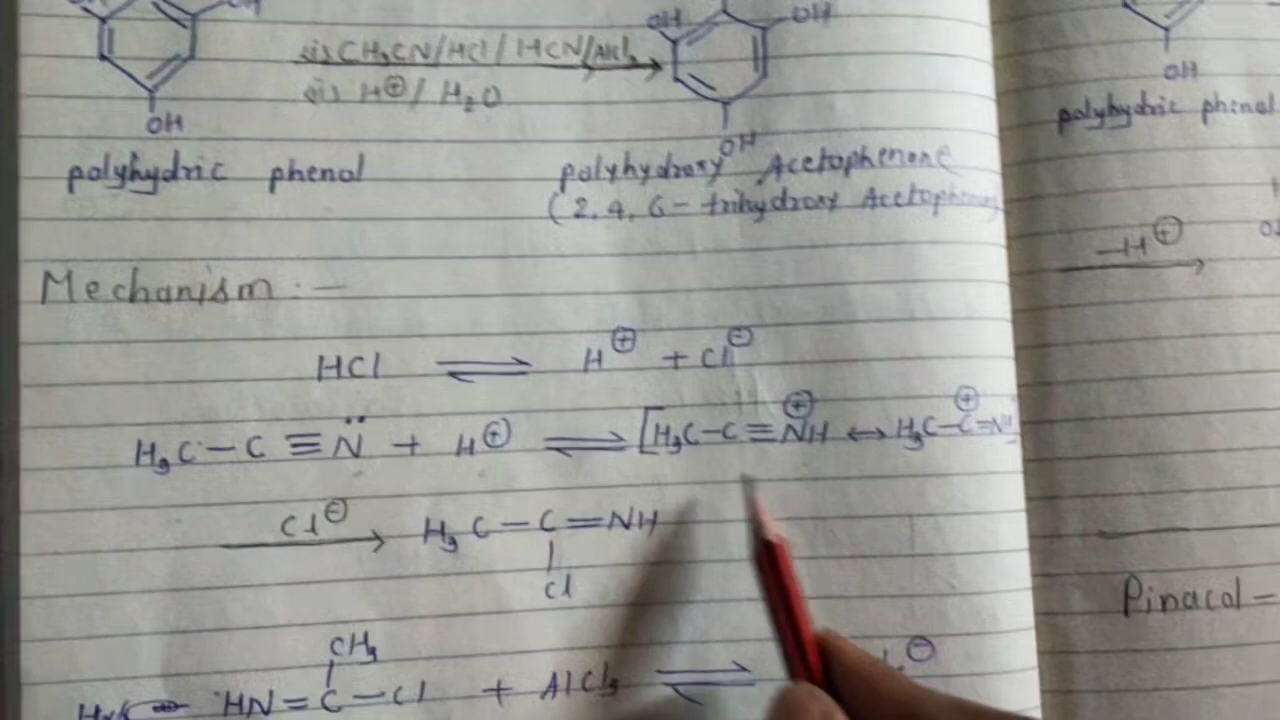 OH OH
(i) CH3CN/HCl/HCN/AlCl3
(ii) H⊕/H2O
OH OH
polyhydric phenol
polyhydroxy Acetophenone
(2,4,6-trihydroxy Acetophenone)
Mechanism :-
HCl ⇌ H⊕ + Cl⊖
H3C-C≡N̈ + H⊕ ⇌ [H3C-C≡N⊕H ↔ H3C-C⊕=NH]
Cl⊖ → H3C-C=NH
Cl
CH3
HN=C-Cl + AlCl3 ⇌
OH
polyhydric phenol
-H⊕ →
Pinacol-